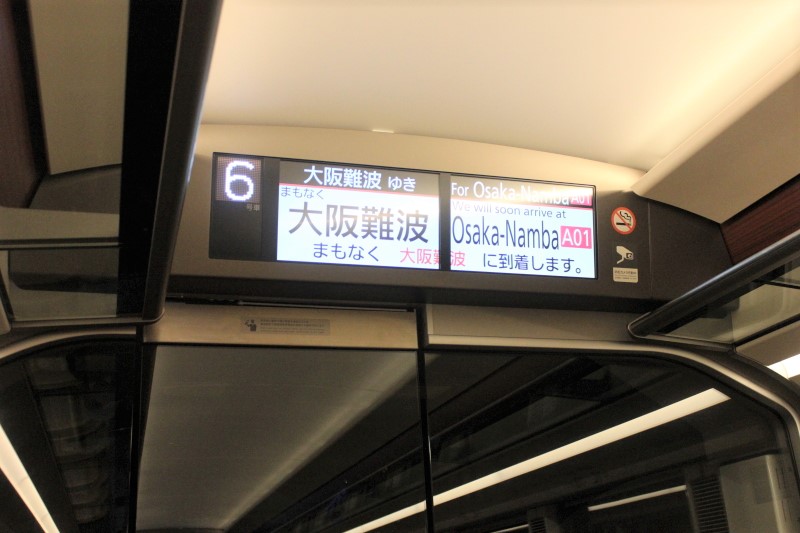 6
号車
大阪難波 ゆき
まもなく
大阪難波
まもなく 大阪難波 に到着します。
For Osaka-Namba A01
We will soon arrive at
Osaka-Namba A01